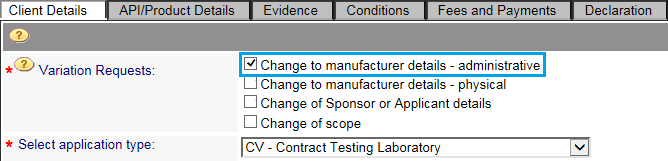 Client Details API/Product Details Evidence Conditions Fees and Payments Declaration
?
* ? Variation Requests: Change to manufacturer details - administrative
Change to manufacturer details - physical
Change of Sponsor or Applicant details
Change of scope
* Select application type: CV - Contract Testing Laboratory